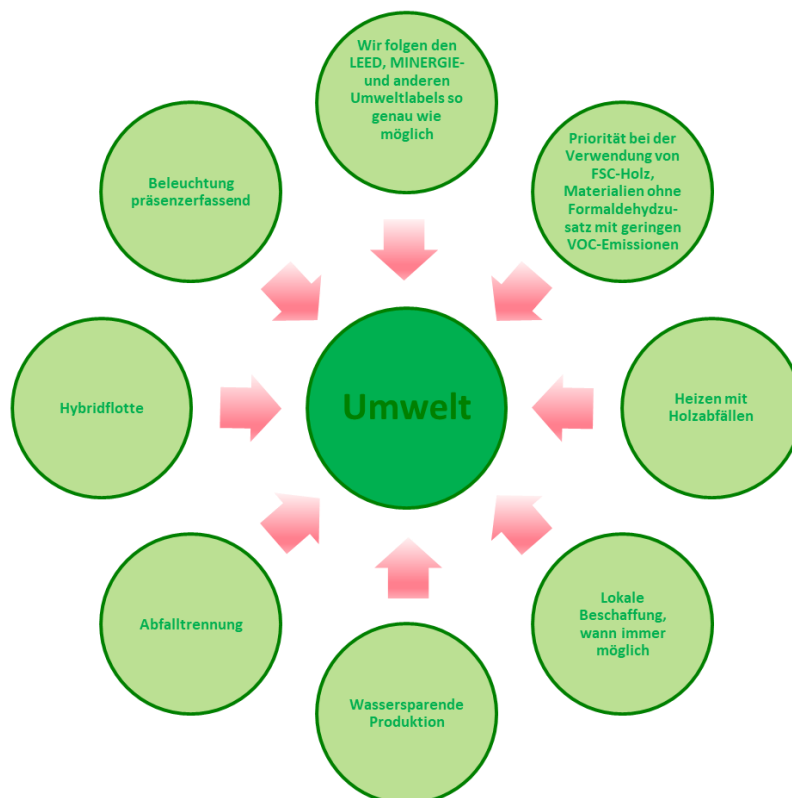 Wir folgen den
LEED, MINERGIE-
und anderen
Umweltlabels so
genau wie
möglich
Priorität bei der
Verwendung von
FSC-Holz,
Materialien ohne
Formaldehydzu-
satz mit geringen
VOC-Emissionen
Heizen mit
Holzabfällen
Lokale
Beschaffung,
wann immer
möglich
Wassersparende
Produktion
Abfalltrennung
Hybridflotte
Beleuchtung
präsenzerfassend
Umwelt